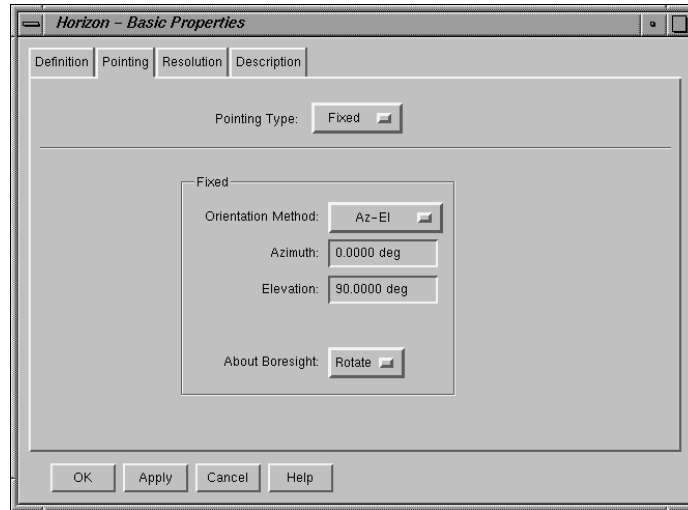 Horizon – Basic Properties
Definition Pointing Resolution Description
Pointing Type: Fixed
Fixed
Orientation Method: Az-El
Azimuth: 0.0000 deg
Elevation: 90.0000 deg
About Boresight: Rotate
OK Apply Cancel Help